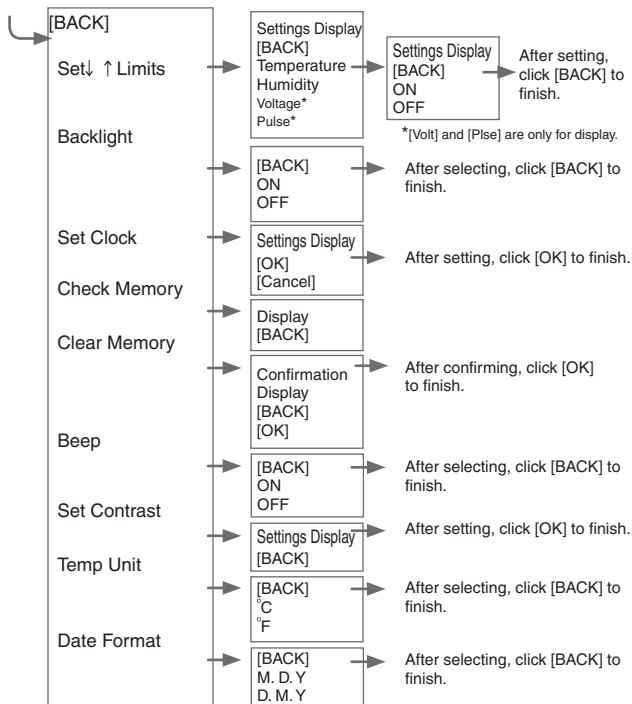 [BACK]
Set↓ ↑Limits
Settings Display
[BACK]
Temperature
Humidity
Voltage*
Pulse*
Settings Display
[BACK]
ON
OFF
After setting,
click [BACK] to
finish.
*[Volt] and [Plse] are only for display.
Backlight
[BACK]
ON
OFF
After selecting, click [BACK] to
finish.
Set Clock
Settings Display
[OK]
[Cancel]
After setting, click [OK] to finish.
Check Memory
Display
[BACK]
Clear Memory
Confirmation
Display
[BACK]
[OK]
After confirming, click [OK]
to finish.
Beep
[BACK]
ON
OFF
After selecting, click [BACK] to
finish.
Set Contrast
Settings Display
[BACK]
After setting, click [OK] to finish.
Temp Unit
[BACK]
°C
°F
After selecting, click [BACK] to
finish.
Date Format
[BACK]
M. D. Y
D. M. Y
After selecting, click [BACK] to
finish.